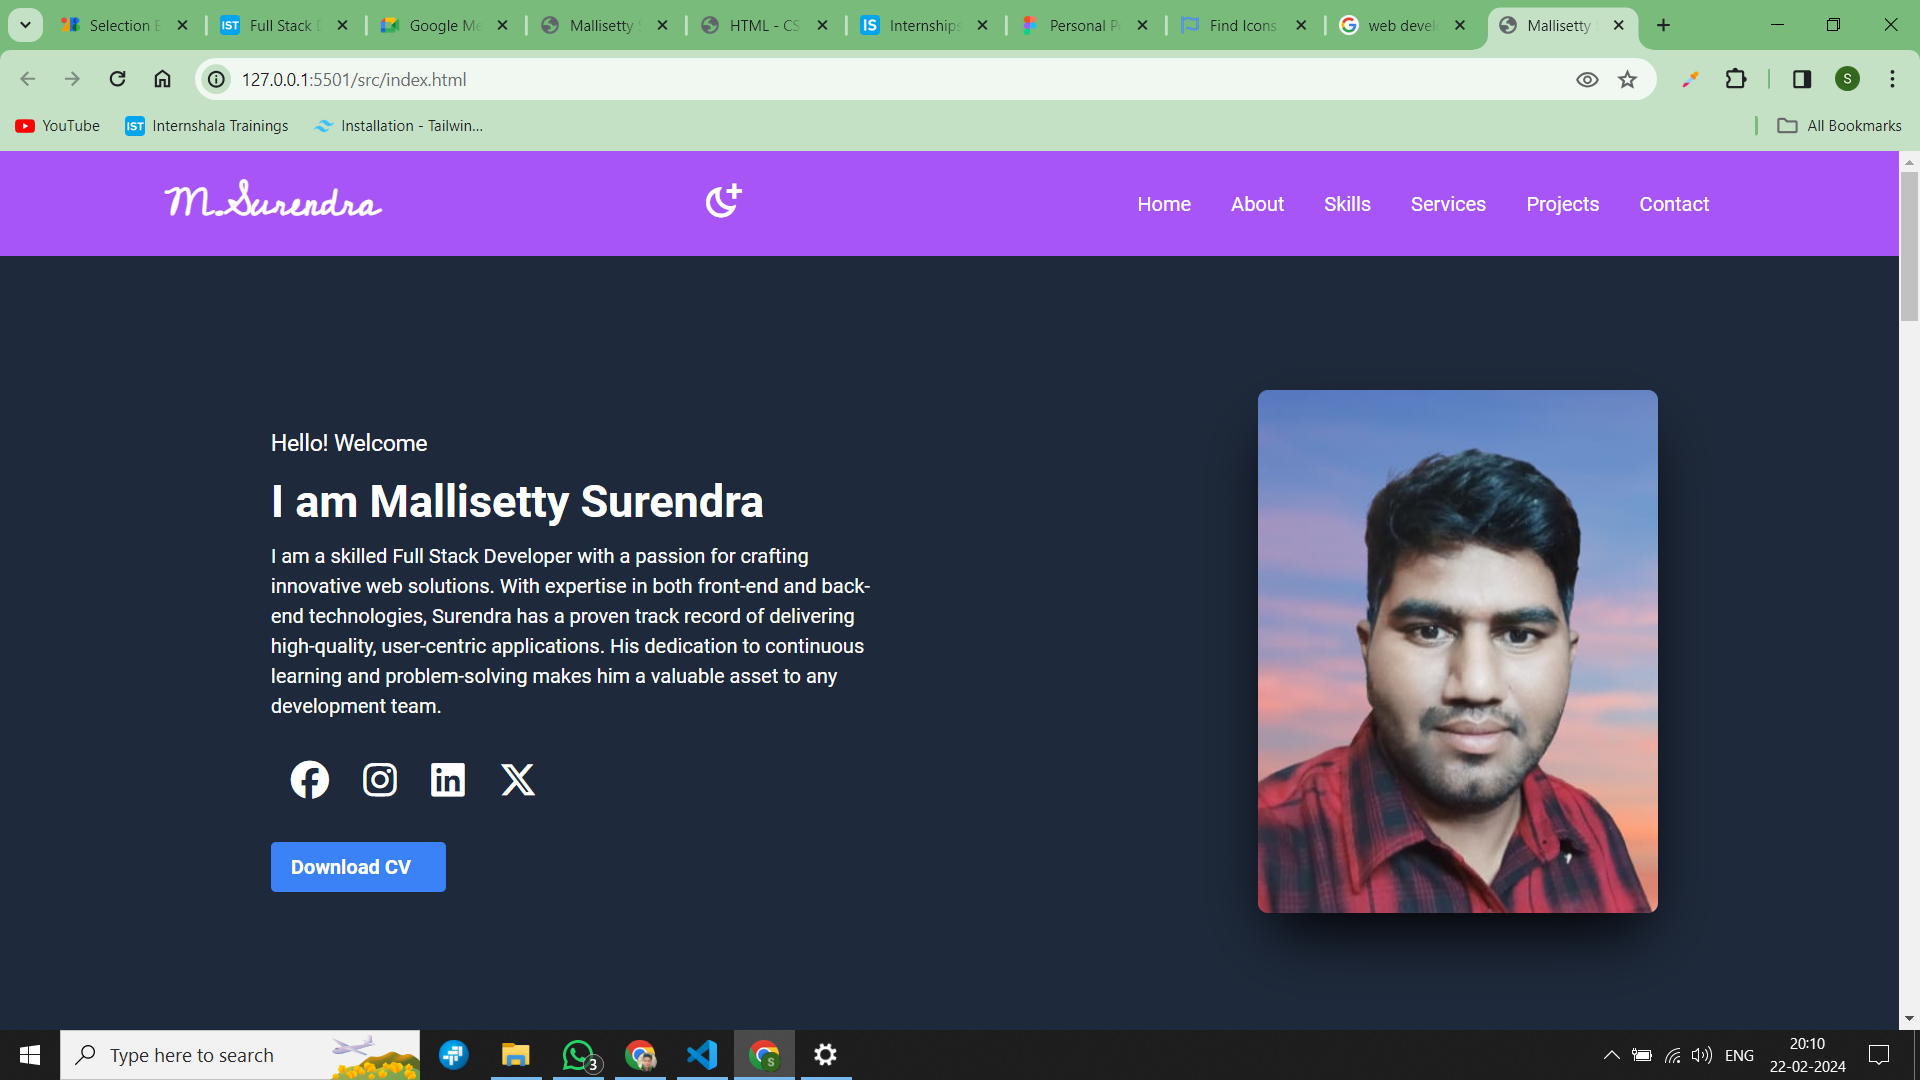 Selection E
IST
Full Stack D
Google Me
Mallisetty S
HTML - CS
IS
Internships
Personal Po
Find Icons
web develo
Mallisetty
127.0.0.1:5501/src/index.html
S
YouTube
IST
Internshala Trainings
Installation - Tailwin...
All Bookmarks
M.Surendra
Home
About
Skills
Services
Projects
Contact
Hello! Welcome
I am Mallisetty Surendra
I am a skilled Full Stack Developer with a passion for crafting
innovative web solutions. With expertise in both front-end and back-
end technologies, Surendra has a proven track record of delivering
high-quality, user-centric applications. His dedication to continuous
learning and problem-solving makes him a valuable asset to any
development team.
Download CV
Type here to search
3
S
ENG
20:10
22-02-2024